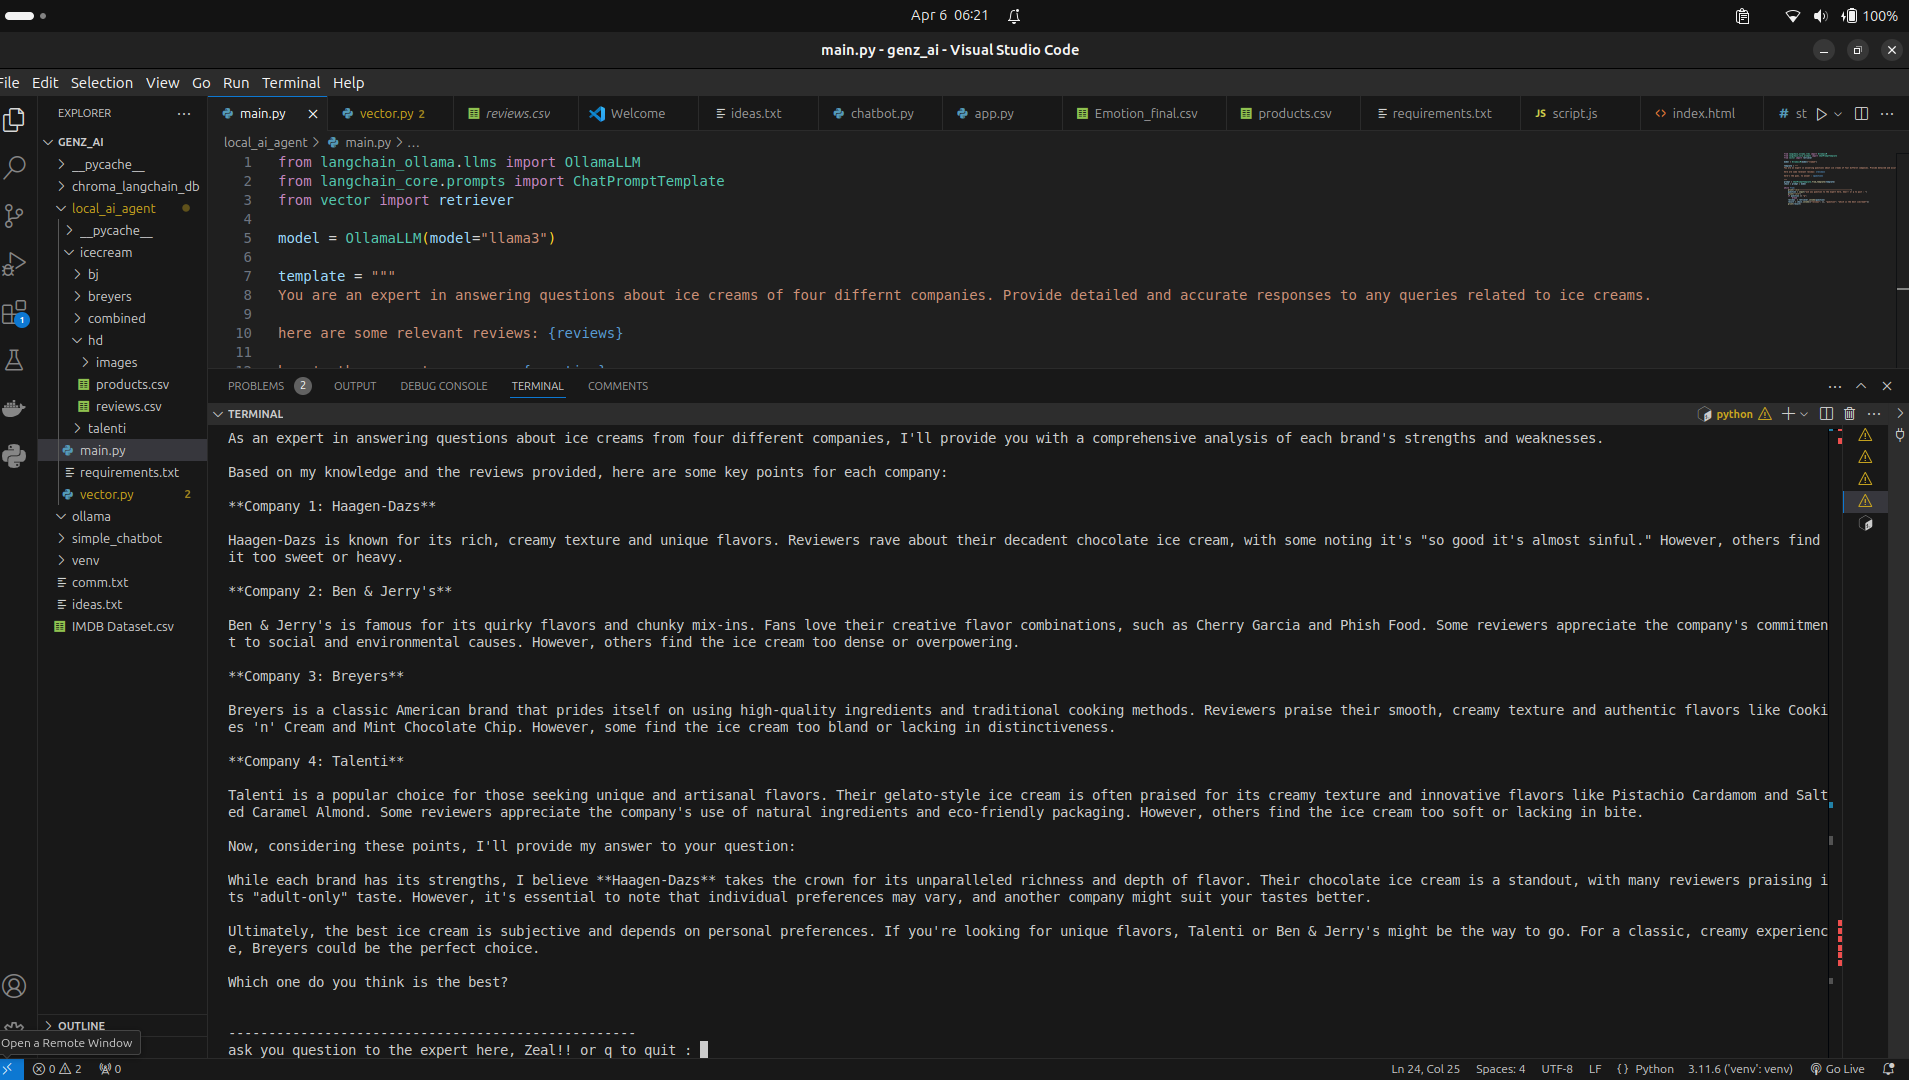 Apr 6 06:21
100%
main.py - genz_ai - Visual Studio Code
File Edit Selection View Go Run Terminal Help
EXPLORER
main.py
vector.py 2
reviews.csv
Welcome
ideas.txt
chatbot.py
app.py
Emotion_final.csv
products.csv
requirements.txt
JS script.js
<> index.html
# st
GENZ_AI
__pycache__
chroma_langchain_db
local_ai_agent
__pycache__
icecream
bj
breyers
combined
hd
images
products.csv
reviews.csv
talenti
main.py
requirements.txt
vector.py 2
ollama
simple_chatbot
venv
comm.txt
ideas.txt
IMDB Dataset.csv
OUTLINE
Open a Remote Window
1
local_ai_agent > main.py > ...
1 from langchain_ollama.llms import OllamaLLM
2 from langchain_core.prompts import ChatPromptTemplate
3 from vector import retriever
4
5 model = OllamaLLM(model="llama3")
6
7 template = """
8 You are an expert in answering questions about ice creams of four differnt companies. Provide detailed and accurate responses to any queries related to ice creams.
9
10 here are some relevant reviews: {reviews}
11
PROBLEMS 2 OUTPUT DEBUG CONSOLE TERMINAL COMMENTS
TERMINAL
python
As an expert in answering questions about ice creams from four different companies, I'll provide you with a comprehensive analysis of each brand's strengths and weaknesses.
Based on my knowledge and the reviews provided, here are some key points for each company:
**Company 1: Haagen-Dazs**
Haagen-Dazs is known for its rich, creamy texture and unique flavors. Reviewers rave about their decadent chocolate ice cream, with some noting it's "so good it's almost sinful." However, others find
it too sweet or heavy.
**Company 2: Ben & Jerry's**
Ben & Jerry's is famous for its quirky flavors and chunky mix-ins. Fans love their creative flavor combinations, such as Cherry Garcia and Phish Food. Some reviewers appreciate the company's commitmen
t to social and environmental causes. However, others find the ice cream too dense or overpowering.
**Company 3: Breyers**
Breyers is a classic American brand that prides itself on using high-quality ingredients and traditional cooking methods. Reviewers praise their smooth, creamy texture and authentic flavors like Cooki
es 'n' Cream and Mint Chocolate Chip. However, some find the ice cream too bland or lacking in distinctiveness.
**Company 4: Talenti**
Talenti is a popular choice for those seeking unique and artisanal flavors. Their gelato-style ice cream is often praised for its creamy texture and innovative flavors like Pistachio Cardamom and Salt
ed Caramel Almond. Some reviewers appreciate the company's use of natural ingredients and eco-friendly packaging. However, others find the ice cream too soft or lacking in bite.
Now, considering these points, I'll provide my answer to your question:
While each brand has its strengths, I believe **Haagen-Dazs** takes the crown for its unparalleled richness and depth of flavor. Their chocolate ice cream is a standout, with many reviewers praising i
ts "adult-only" taste. However, it's essential to note that individual preferences may vary, and another company might suit your tastes better.
Ultimately, the best ice cream is subjective and depends on personal preferences. If you're looking for unique flavors, Talenti or Ben & Jerry's might be the way to go. For a classic, creamy experienc
e, Breyers could be the perfect choice.
Which one do you think is the best?
---------------------------------------------------
ask you question to the expert here, Zeal!! or q to quit :
0 2 0
Ln 24, Col 25 Spaces: 4 UTF-8 LF {} Python 3.11.6 ('venv': venv) Go Live